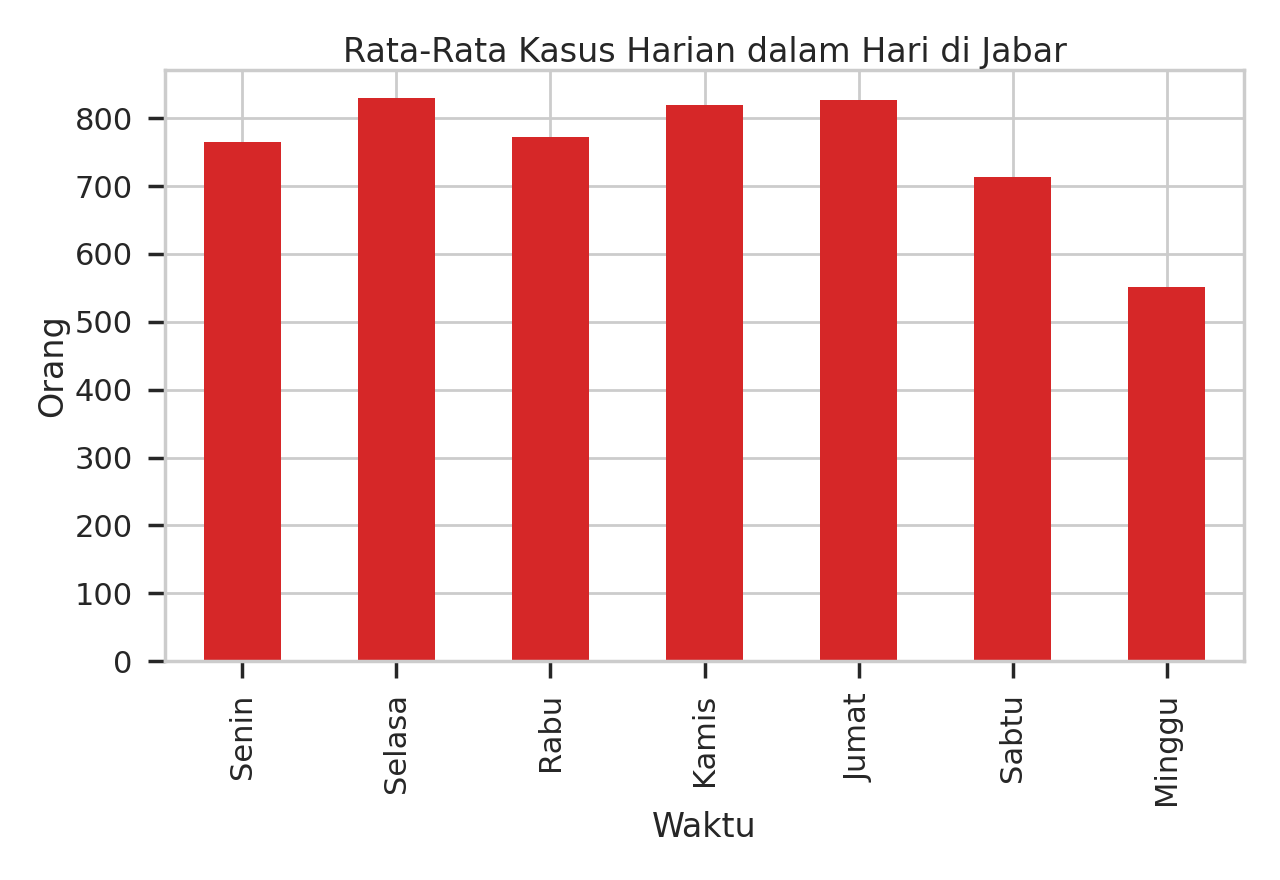 Rata-Rata Kasus Harian dalam Hari di Jabar
Orang
800
700
600
500
400
300
200
100
0
Senin
Selasa
Rabu
Kamis
Jumat
Sabtu
Minggu
Waktu